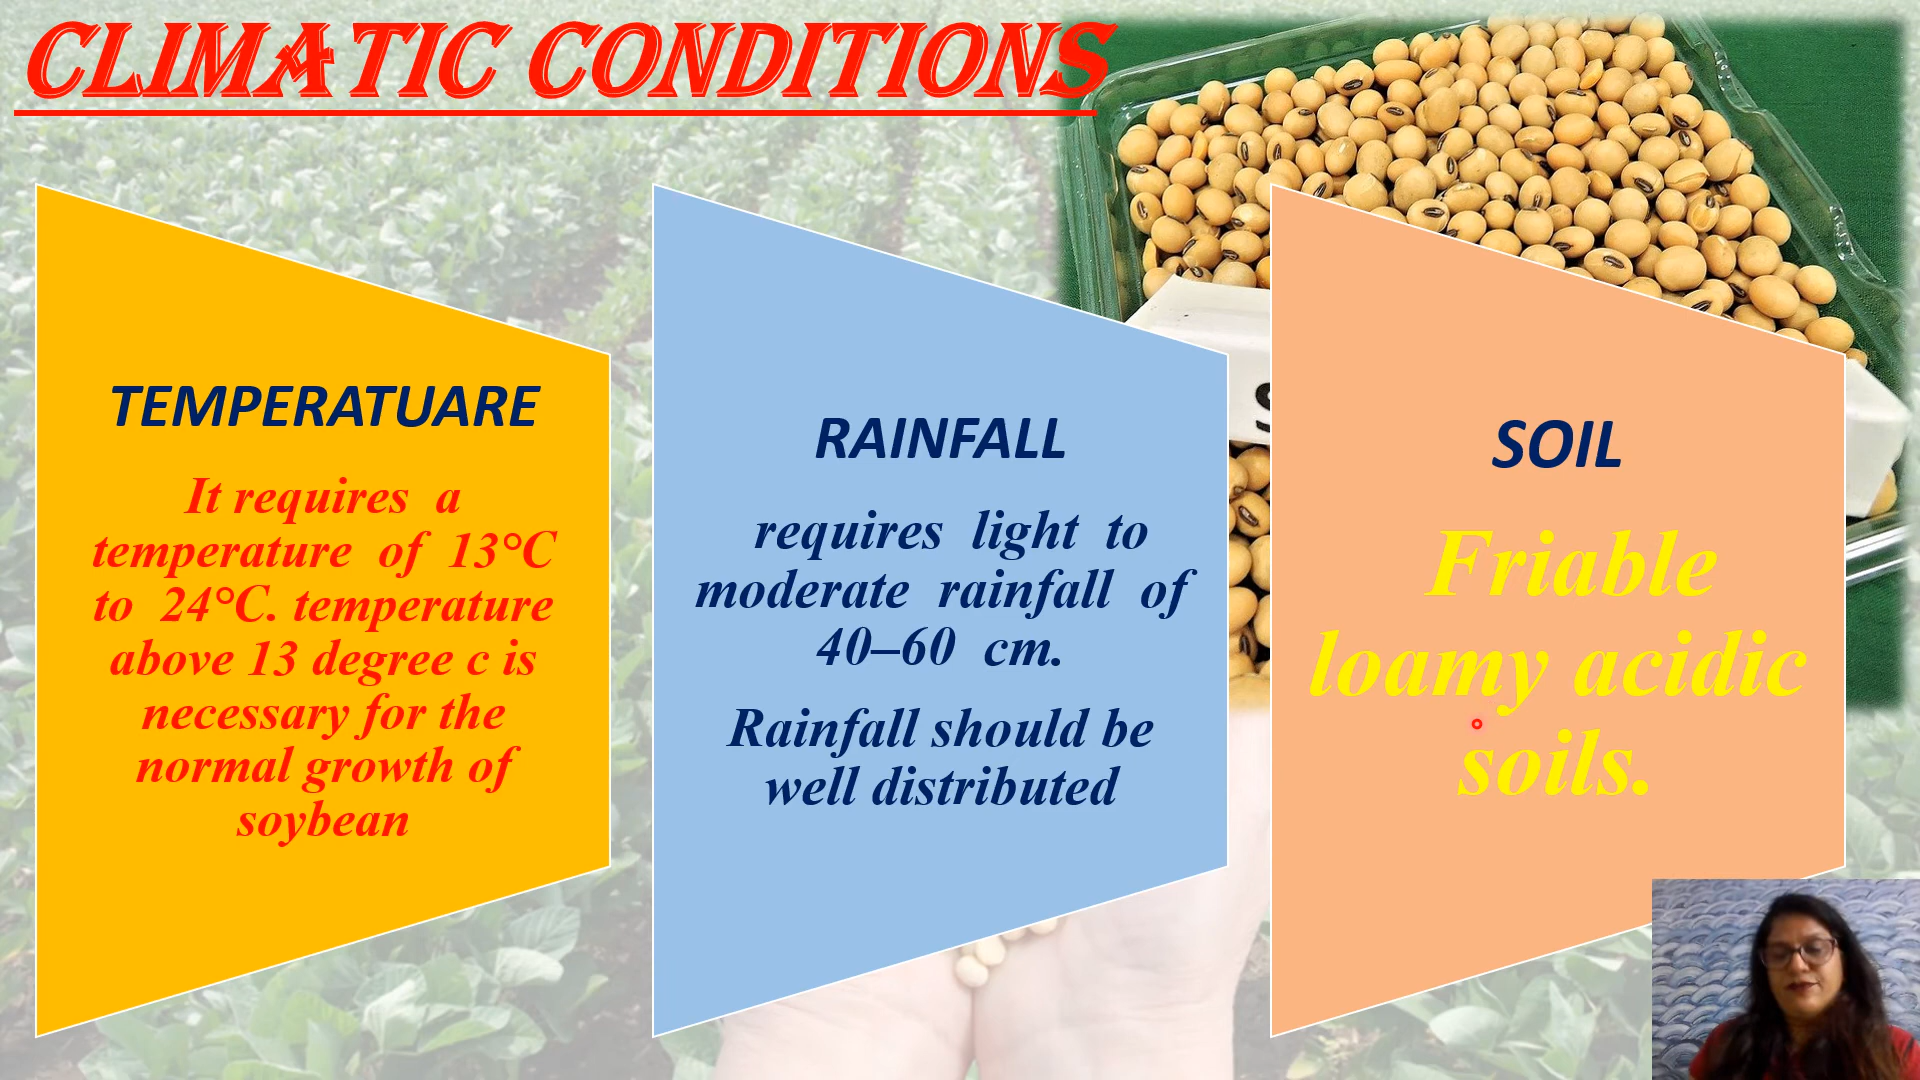 CLIMATIC CONDITIONS
TEMPERATUARE
It requires a
temperature of 13°C
to 24°C. temperature
above 13 degree c is
necessary for the
normal growth of
soybean
RAINFALL
requires light to
moderate rainfall of
40–60 cm.
Rainfall should be
well distributed
SOIL
Friable
loamy acidic
soils.